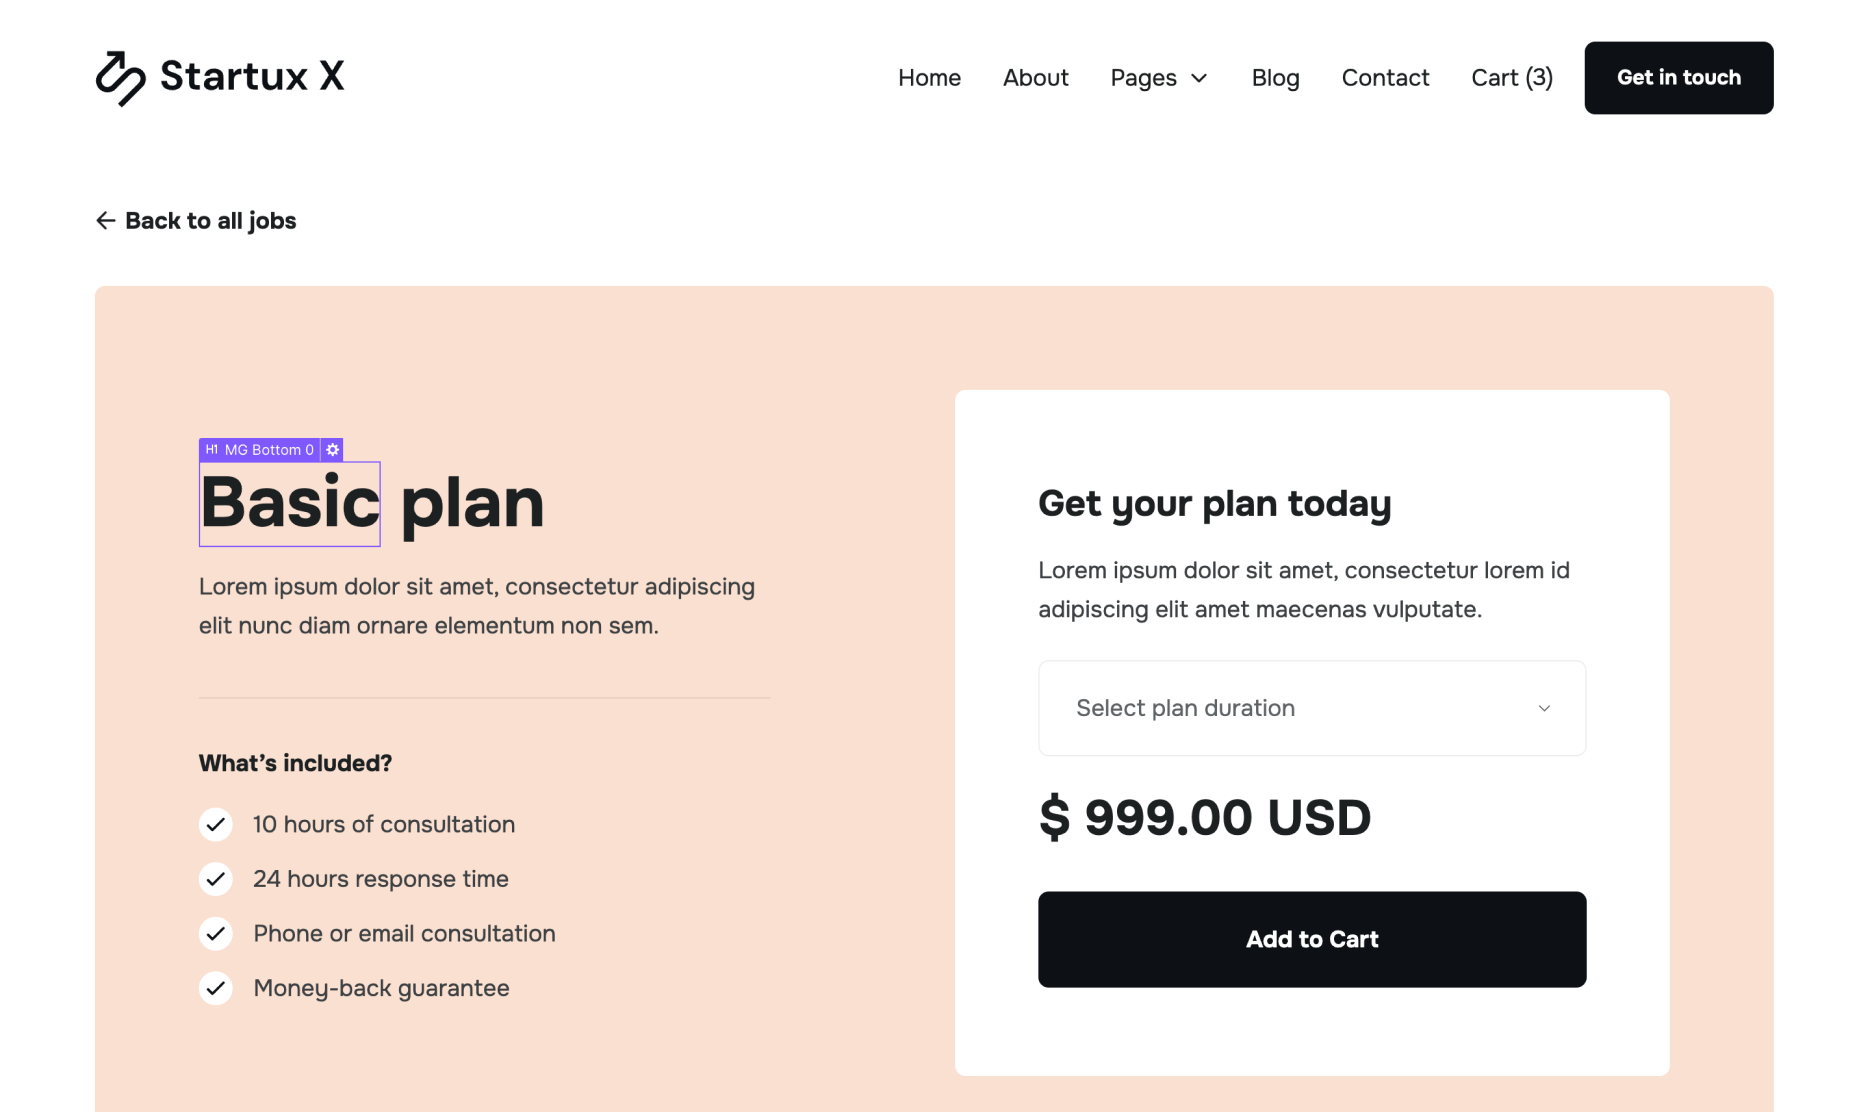 Startux X
Home About Pages Blog Contact Cart (3) Get in touch
Back to all jobs
H1 MG Bottom 0
Basic plan
Lorem ipsum dolor sit amet, consectetur adipiscing
elit nunc diam ornare elementum non sem.
What’s included?
10 hours of consultation
24 hours response time
Phone or email consultation
Money-back guarantee
Get your plan today
Lorem ipsum dolor sit amet, consectetur lorem id
adipiscing elit amet maecenas vulputate.
Select plan duration
$ 999.00 USD
Add to Cart